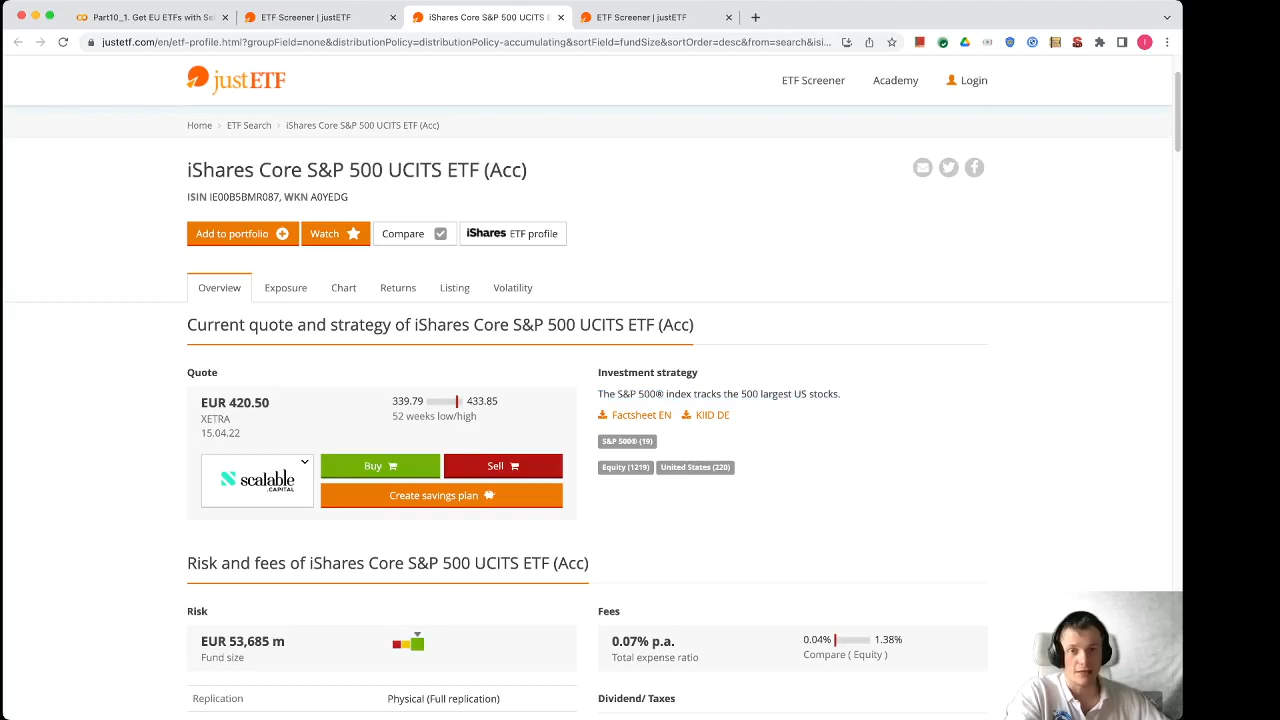 Part10_1. Get EU ETFs with Sel
ETF Screener | justETF
iShares Core S&P 500 UCITS E
ETF Screener | justETF
justetf.com/en/etf-profile.html?groupField=none&distributionPolicy=distributionPolicy-accumulating&sortField=fundSize&sortOrder=desc&from=search&isi...
justETF
ETF Screener
Academy
Login
Home > ETF Search > iShares Core S&P 500 UCITS ETF (Acc)
iShares Core S&P 500 UCITS ETF (Acc)
ISIN IE00B5BMR087, WKN A0YEDG
Add to portfolio
Watch
Compare
iShares ETF profile
Overview
Exposure
Chart
Returns
Listing
Volatility
Current quote and strategy of iShares Core S&P 500 UCITS ETF (Acc)
Quote
EUR 420.50
XETRA
15.04.22
339.79 433.85
52 weeks low/high
scalable
CAPITAL
Buy
Sell
Create savings plan
Investment strategy
The S&P 500® index tracks the 500 largest US stocks.
Factsheet EN
KIID DE
S&P 500® (19)
Equity (1219)
United States (220)
Risk and fees of iShares Core S&P 500 UCITS ETF (Acc)
Risk
EUR 53,685 m
Fund size
Replication
Physical (Full replication)
Fees
0.07% p.a.
Total expense ratio
0.04% 1.38%
Compare ( Equity )
Dividend/ Taxes